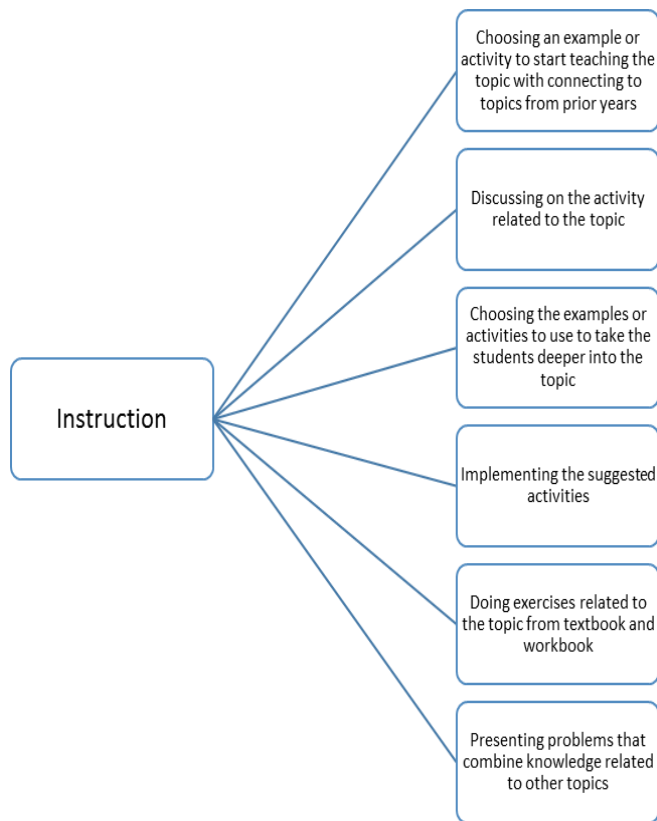 Choosing an example or
activity to start teaching the
topic with connecting to
topics from prior years
Discussing on the activity
related to the topic
Choosing the examples or
activities to use to take the
students deeper into the
topic
Instruction
Implementing the suggested
activities
Doing exercises related to
the topic from textbook and
workbook
Presenting problems that
combine knowledge related
to other topics